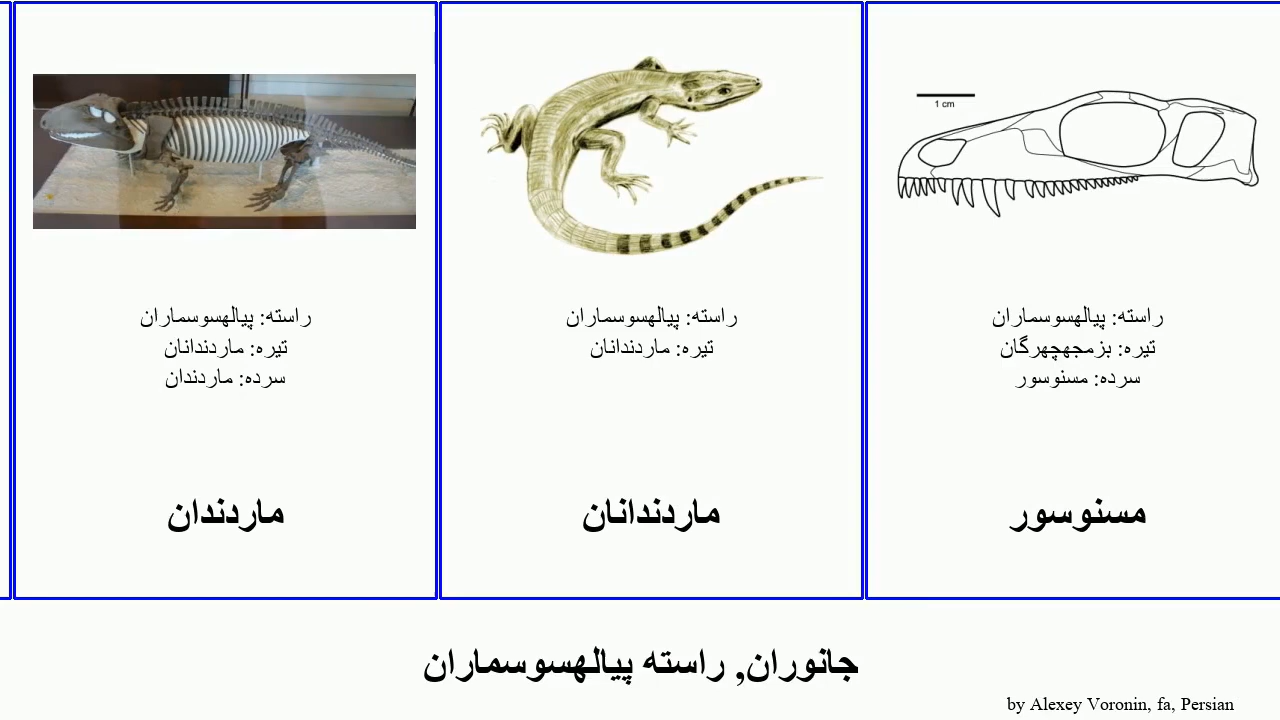 راسته: پیالهسوسماران
تیره: ماردندانان
سرده: ماردندان
ماردندان
راسته: پیالهسوسماران
تیره: ماردندانان
ماردندانان
1 cm
راسته: پیالهسوسماران
تیره: بزمجهچهرگان
سرده: مسنوسور
مسنوسور
جانوران, راسته پیالهسوسماران
by Alexey Voronin, fa, Persian